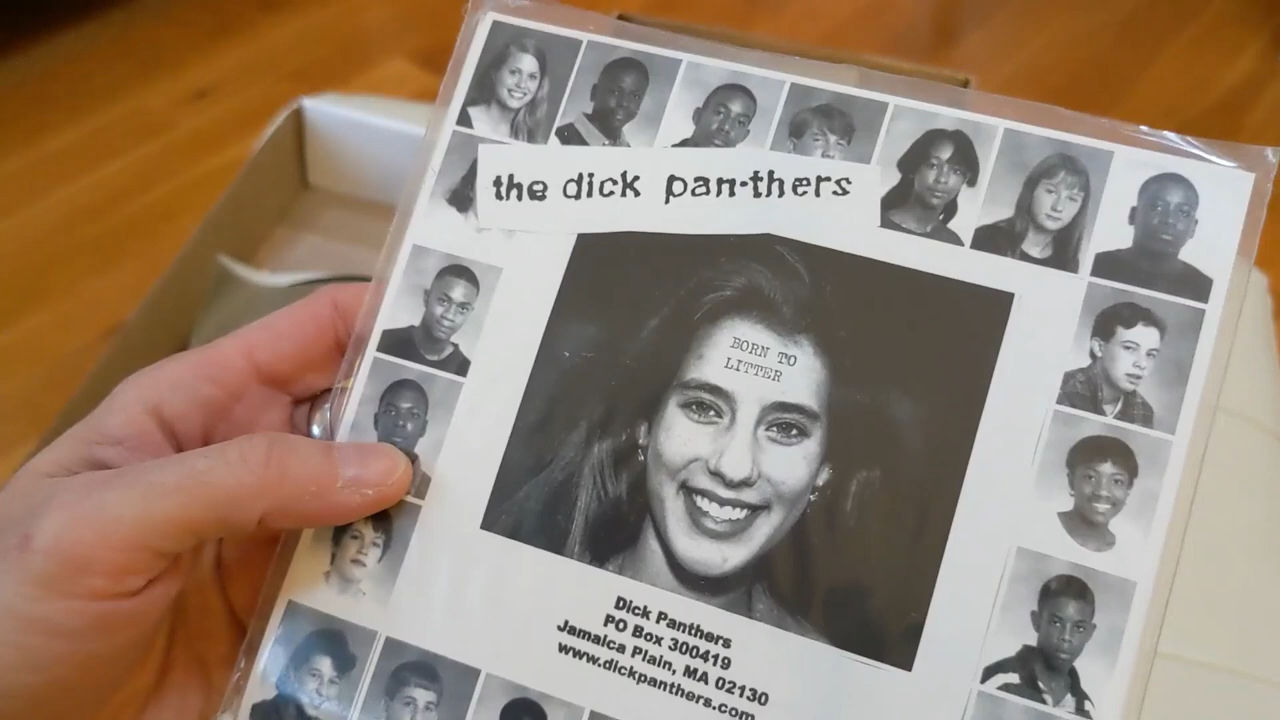 the dick pan·thers
BORN TO
LITTER
Dick Panthers
PO Box 300419
Jamaica Plain, MA 02130
www.dickpanthers.com